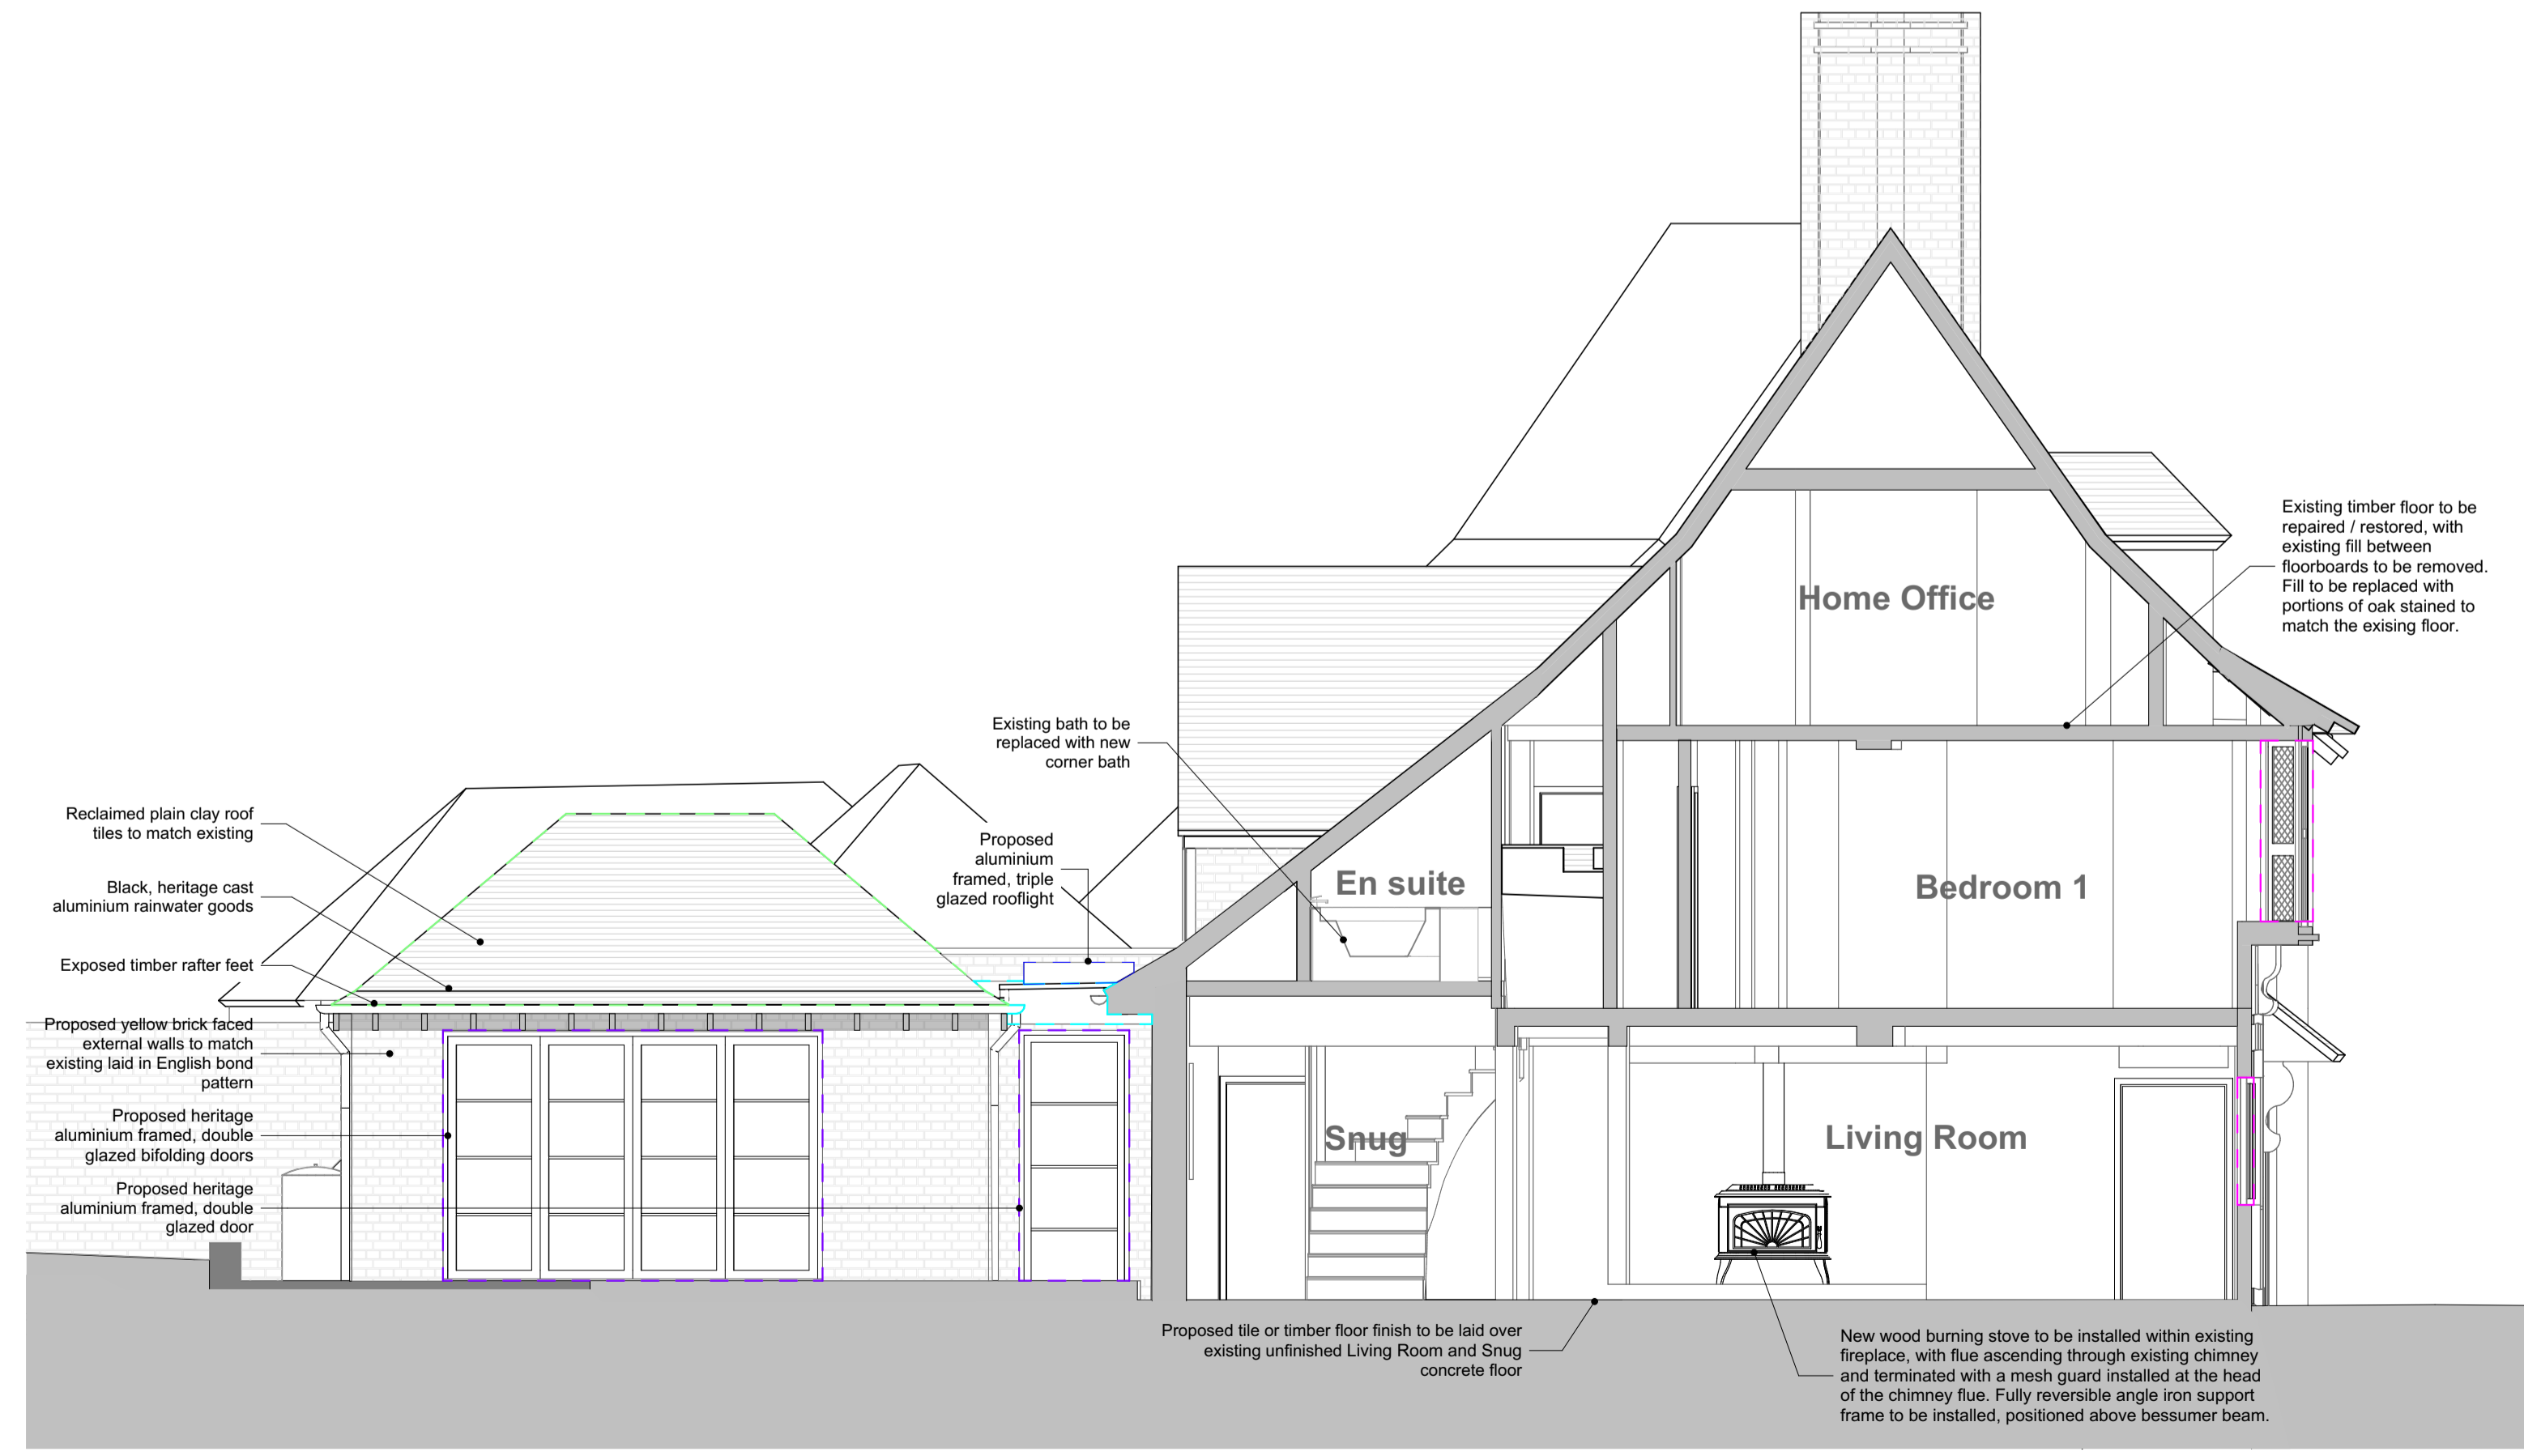 Existing timber floor to be
repaired / restored, with
existing fill between
floorboards to be removed.
Fill to be replaced with
portions of oak stained to
match the exising floor.
Home Office
Existing bath to be
replaced with new
corner bath
Reclaimed plain clay roof
tiles to match existing
Proposed
aluminium
framed, triple
glazed rooflight
Black, heritage cast
aluminium rainwater goods
En suite
Bedroom 1
Exposed timber rafter feet
Proposed yellow brick faced
external walls to match
existing laid in English bond
pattern
Proposed heritage
aluminium framed, double
glazed bifolding doors
Proposed heritage
aluminium framed, double
glazed door
Snug
Living Room
Proposed tile or timber floor finish to be laid over
existing unfinished Living Room and Snug
concrete floor
New wood burning stove to be installed within existing
fireplace, with flue ascending through existing chimney
and terminated with a mesh guard installed at the head
of the chimney flue. Fully reversible angle iron support
frame to be installed, positioned above bessumer beam.